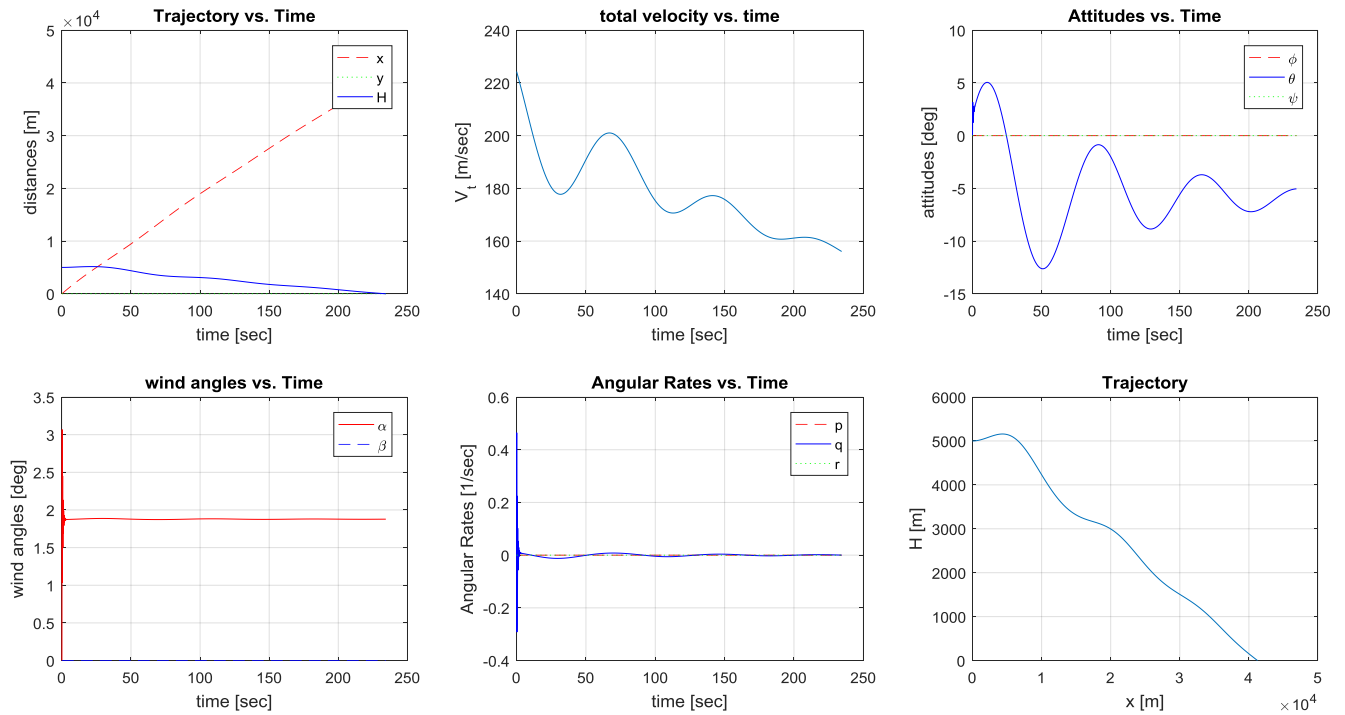 Trajectory vs. Time
×10⁴
5
4
3
2
1
0
distances [m]
x
y
H
0 50 100 150 200 250
time [sec]
total velocity vs. time
240
220
200
180
160
140
V_t [m/sec]
0 50 100 150 200 250
time [sec]
Attitudes vs. Time
10
5
0
-5
-10
-15
attitudes [deg]
ϕ
θ
ψ
0 50 100 150 200 250
time [sec]
wind angles vs. Time
3.5
3
2.5
2
1.5
1
0.5
0
wind angles [deg]
α
β
0 50 100 150 200 250
time [sec]
Angular Rates vs. Time
0.6
0.4
0.2
0
-0.2
-0.4
Angular Rates [1/sec]
p
q
r
0 50 100 150 200 250
time [sec]
Trajectory
6000
5000
4000
3000
2000
1000
0
H [m]
0 1 2 3 4 5
x [m]
×10⁴